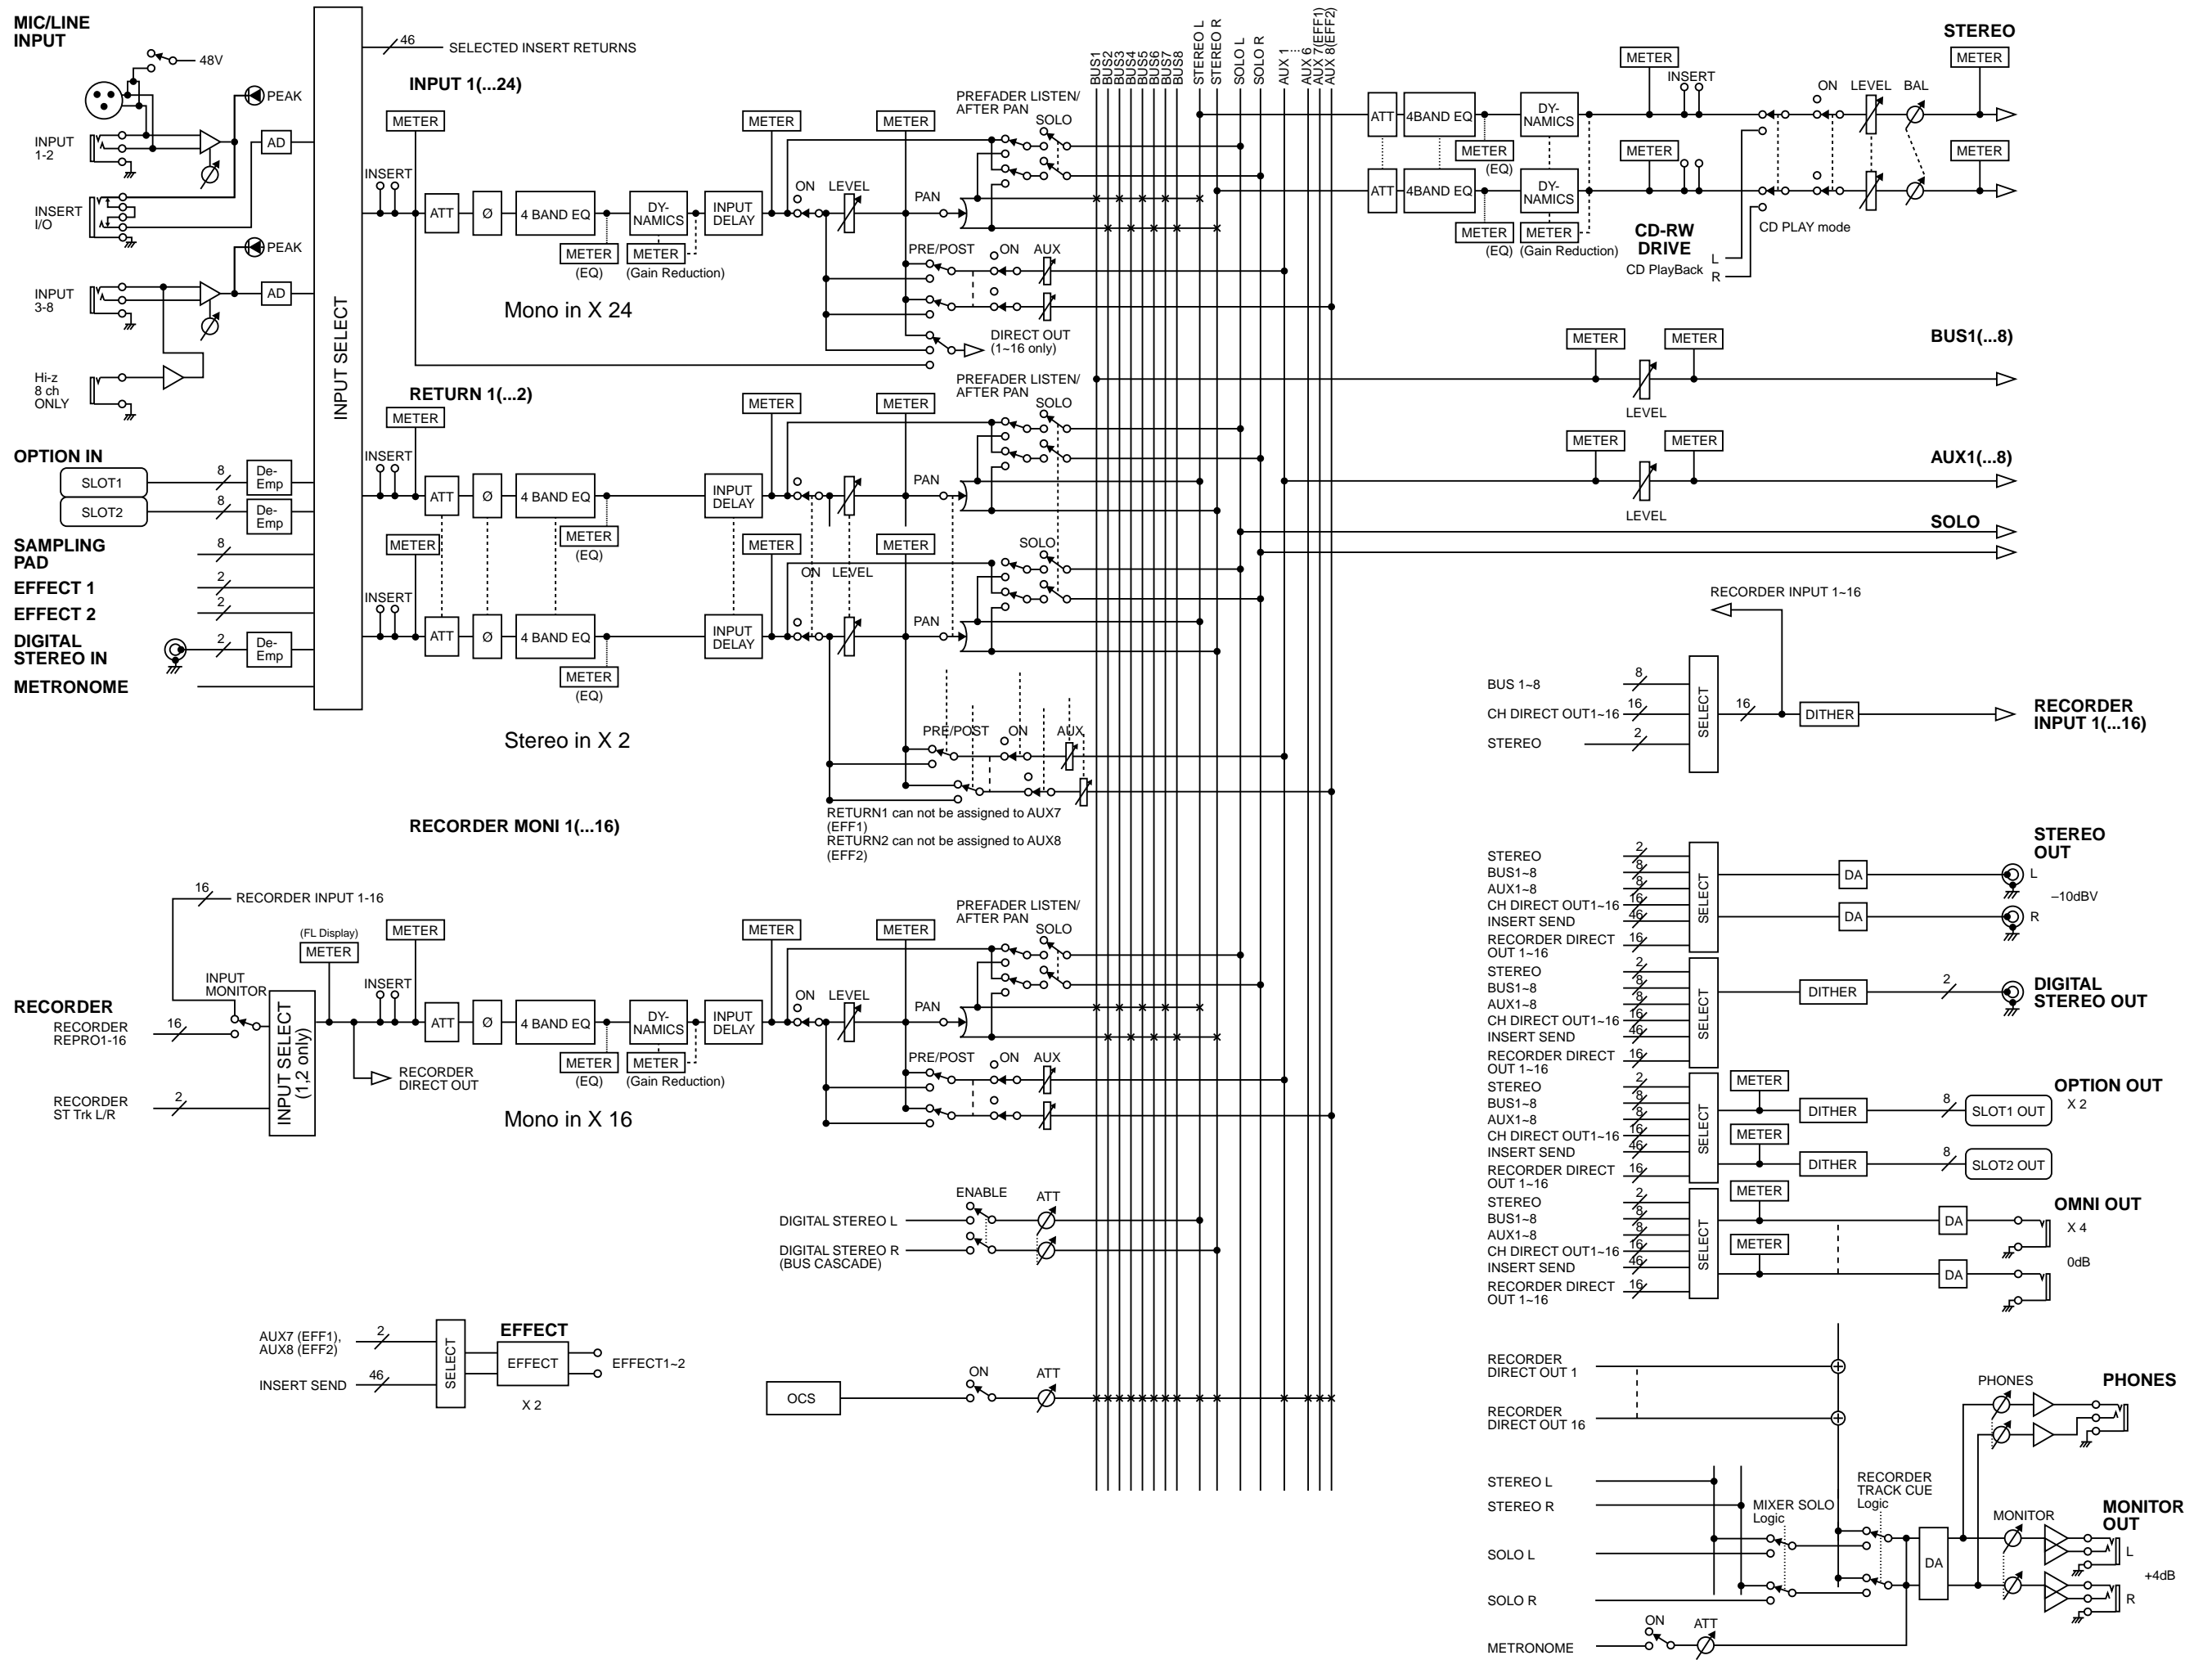 MIC/LINE
INPUT
48V
PEAK
INPUT
1-2
AD
INSERT
I/O
PEAK
INPUT
3-8
AD
Hi-z
8 ch
ONLY
OPTION IN
SLOT1
8
De-
Emp
SLOT2
8
De-
Emp
SAMPLING
PAD
8
EFFECT 1
2
EFFECT 2
2
DIGITAL
STEREO IN
2
De-
Emp
METRONOME
INPUT SELECT
46
SELECTED INSERT RETURNS
INPUT 1(...24)
METER
INSERT
ATT
Ø
4 BAND EQ
METER
(EQ)
DY-
NAMICS
METER
(Gain Reduction)
INPUT
DELAY
METER
ON
LEVEL
METER
PAN
PREFADER LISTEN/
AFTER PAN
SOLO
PRE/POST
ON
AUX
DIRECT OUT
(1~16 only)
Mono in X 24
RETURN 1(...2)
METER
INSERT
ATT
Ø
4 BAND EQ
METER
(EQ)
INPUT
DELAY
METER
METER
PAN
PREFADER LISTEN/
AFTER PAN
SOLO
METER
INSERT
ATT
Ø
4 BAND EQ
METER
(EQ)
INPUT
DELAY
METER
ON
LEVEL
METER
PAN
SOLO
PRE/POST
ON
AUX
Stereo in X 2
RETURN1 can not be assigned to AUX7
(EFF1)
RETURN2 can not be assigned to AUX8
(EFF2)
RECORDER MONI 1(...16)
16
RECORDER INPUT 1-16
(FL Display)
METER
INPUT
MONITOR
RECORDER
RECORDER
REPRO1-16
16
RECORDER
ST Trk L/R
2
INPUT SELECT
(1,2 only)
RECORDER
DIRECT OUT
METER
INSERT
ATT
Ø
4 BAND EQ
METER
(EQ)
DY-
NAMICS
METER
(Gain Reduction)
INPUT
DELAY
METER
ON
LEVEL
METER
PAN
PREFADER LISTEN/
AFTER PAN
SOLO
PRE/POST
ON
AUX
Mono in X 16
DIGITAL STEREO L
DIGITAL STEREO R
(BUS CASCADE)
ENABLE
ATT
AUX7 (EFF1),
AUX8 (EFF2)
2
INSERT SEND
46
SELECT
EFFECT
EFFECT
X 2
EFFECT1~2
OCS
ON
ATT
BUS1
BUS2
BUS3
BUS4
BUS5
BUS6
BUS7
BUS8
STEREO L
STEREO R
SOLO L
SOLO R
AUX 1
AUX 6
AUX 7(EFF1)
AUX 8(EFF2)
STEREO
ATT
4BAND EQ
METER
(EQ)
DY-
NAMICS
METER
INSERT
ON
LEVEL
BAL
METER
ATT
4BAND EQ
METER
(EQ)
DY-
NAMICS
METER
(Gain Reduction)
METER
METER
CD-RW
DRIVE
CD PlayBack
L
R
CD PLAY mode
BUS1(...8)
METER
METER
LEVEL
AUX1(...8)
METER
METER
LEVEL
SOLO
RECORDER INPUT 1~16
BUS 1~8
8
CH DIRECT OUT1~16
16
STEREO
2
SELECT
16
DITHER
RECORDER
INPUT 1(...16)
STEREO
2
BUS1~8
8
AUX1~8
8
CH DIRECT OUT1~16
16
INSERT SEND
46
RECORDER DIRECT
OUT 1~16
16
SELECT
DA
DA
STEREO
OUT
L
–10dBV
R
STEREO
2
BUS1~8
8
AUX1~8
8
CH DIRECT OUT1~16
16
INSERT SEND
46
RECORDER DIRECT
OUT 1~16
16
SELECT
DITHER
2
DIGITAL
STEREO OUT
STEREO
2
BUS1~8
8
AUX1~8
8
CH DIRECT OUT1~16
16
INSERT SEND
46
RECORDER DIRECT
OUT 1~16
16
SELECT
METER
DITHER
8
SLOT1 OUT
METER
DITHER
8
SLOT2 OUT
OPTION OUT
X 2
STEREO
2
BUS1~8
8
AUX1~8
8
CH DIRECT OUT1~16
16
INSERT SEND
46
RECORDER DIRECT
OUT 1~16
16
SELECT
METER
DA
METER
DA
OMNI OUT
X 4
0dB
RECORDER
DIRECT OUT 1
RECORDER
DIRECT OUT 16
STEREO L
STEREO R
SOLO L
SOLO R
METRONOME
ON
ATT
MIXER SOLO
Logic
RECORDER
TRACK CUE
Logic
DA
PHONES
PHONES
MONITOR
MONITOR
OUT
L
+4dB
R